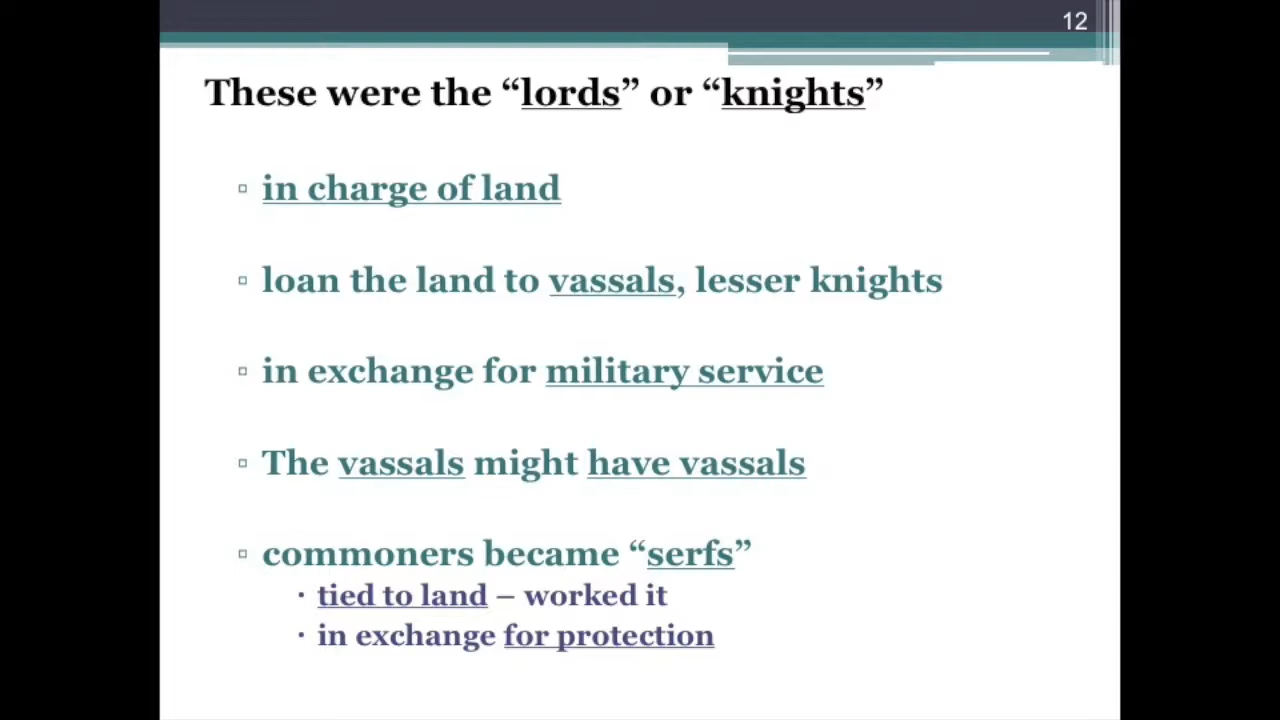 12
These were the “lords” or “knights”
▫ in charge of land
▫ loan the land to vassals, lesser knights
▫ in exchange for military service
▫ The vassals might have vassals
▫ commoners became “serfs”
· tied to land – worked it
· in exchange for protection